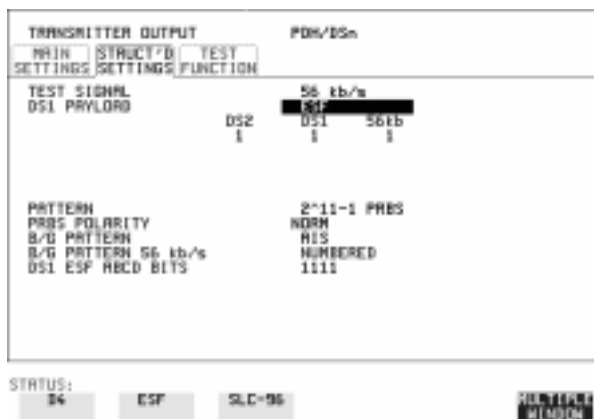 TRANSMITTER OUTPUT PDH/DSn
MAIN STRUCT'D TEST
SETTINGS SETTINGS FUNCTION
TEST SIGNAL 56 kb/s
DS1 PAYLOAD ESF
DS2 DS1 56kb
1 1 1
PATTERN 2^11-1 PRBS
PRBS POLARITY NORM
B/G PATTERN AIS
B/G PATTERN 56 kb/s NUMBERED
DS1 ESF ABCD BITS 1111
STATUS:
D4 ESF SLC-96 MULTIPLE
WINDOW